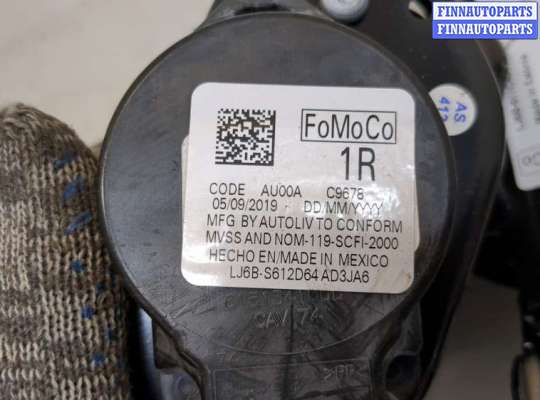 FINNAUTOPARTS
FINNAUTOPARTS
FoMoCo
1R
CODE AU00A C9678
05/09/2019 - DD/MM/YYYY
MFG BY AUTOLIV TO CONFORM
MVSS AND NOM-119-SCFI-2000
HECHO EN/MADE IN MEXICO
LJ6B-S612D64 AD3JA6
AS